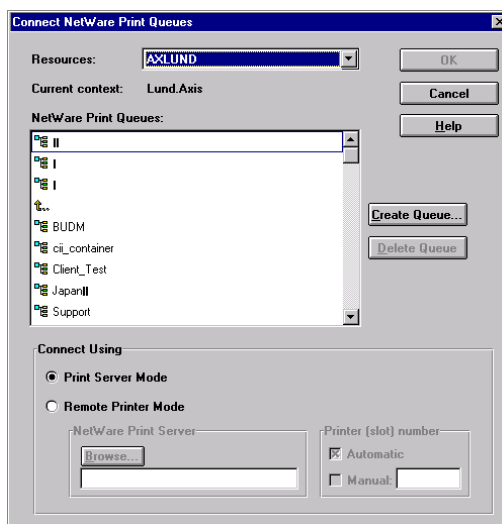 Connect NetWare Print Queues
Resources: AXLUND OK
Current context: Lund.Axis Cancel
NetWare Print Queues: Help
II
I
I
..
BUDM
Create Queue...
cii_container
Delete Queue
Client_Test
JapanII
Support
Connect Using
Print Server Mode
Remote Printer Mode
NetWare Print Server Printer (slot) number
Browse... Automatic
Manual: